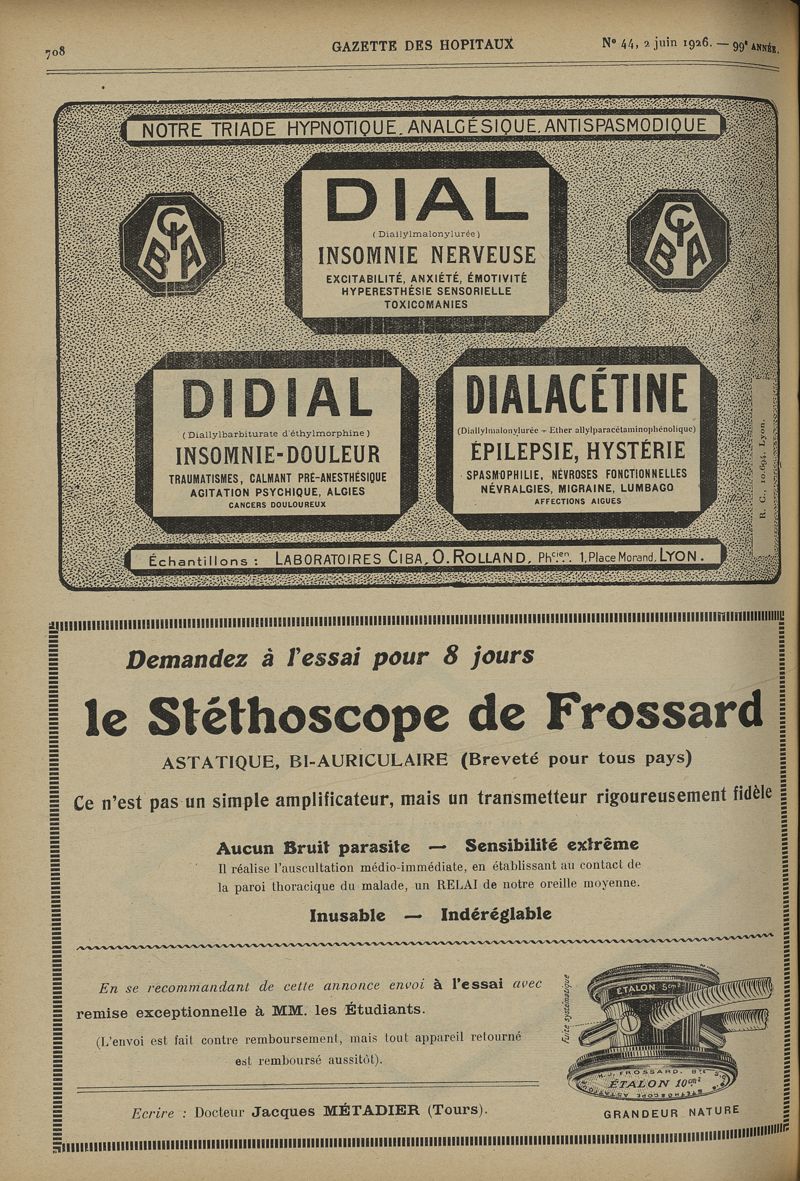 708
GAZETTE DES HOPITAUX
N° 44, 2 juin 1926. — 99e ANNÉE.
NOTRE TRIADE HYPNOTIQUE. ANALGÉSIQUE. ANTISPASMODIQUE
DIAL
(Diallylmalonylurée)
INSOMNIE NERVEUSE
EXCITABILITÉ, ANXIÉTÉ, ÉMOTIVITÉ
HYPERESTHÉSIE SENSORIELLE
TOXICOMANIES
CIBA
CIBA
DIDIAL
(Diallylbarbiturate d'éthylmorphine)
INSOMNIE-DOULEUR
TRAUMATISMES, CALMANT PRÉ-ANESTHÉSIQUE
AGITATION PSYCHIQUE, ALGIES
CANCERS DOULOUREUX
DIALACÉTINE
(Diallylmalonylurée - Ether allylparacétaminophénolique)
ÉPILEPSIE, HYSTÉRIE
SPASMOPHILIE, NÉVROSES FONCTIONNELLES
NÉVRALGIES, MIGRAINE, LUMBAGO
AFFECTIONS AIGUES
R. C., 10.694, Lyon.
Échantillons : LABORATOIRES CIBA, O. ROLLAND, Phcien. 1, Place Morand, LYON.
Demandez à l'essai pour 8 jours
le Stéthoscope de Frossard
ASTATIQUE, BI-AURICULAIRE (Breveté pour tous pays)
Ce n'est pas un simple amplificateur, mais un transmetteur rigoureusement fidèle
Aucun Bruit parasite — Sensibilité extrême
Il réalise l'auscultation médio-immédiate, en établissant au contact de
la paroi thoracique du malade, un RELAI de notre oreille moyenne.
Inusable — Indéréglable
En se recommandant de cette annonce envoi à l'essai avec
remise exceptionnelle à MM. les Étudiants.
(L'envoi est fait contre remboursement, mais tout appareil retourné
est remboursé aussitôt).
Ecrire : Docteur Jacques MÉTADIER (Tours).
Fuite systématique
ÉTALON 5cm2
FROSSARD. Bté S.
ÉTALON 10cm2
GRANDEUR NATURE